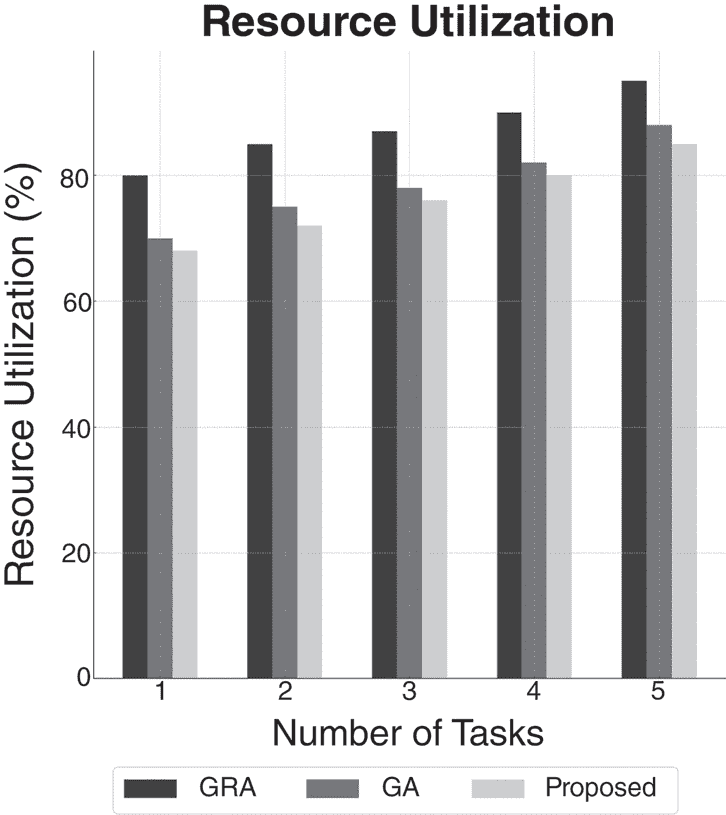 Resource Utilization
Resource Utilization (%)
80
60
40
20
0
1 2 3 4 5
Number of Tasks
GRA GA Proposed